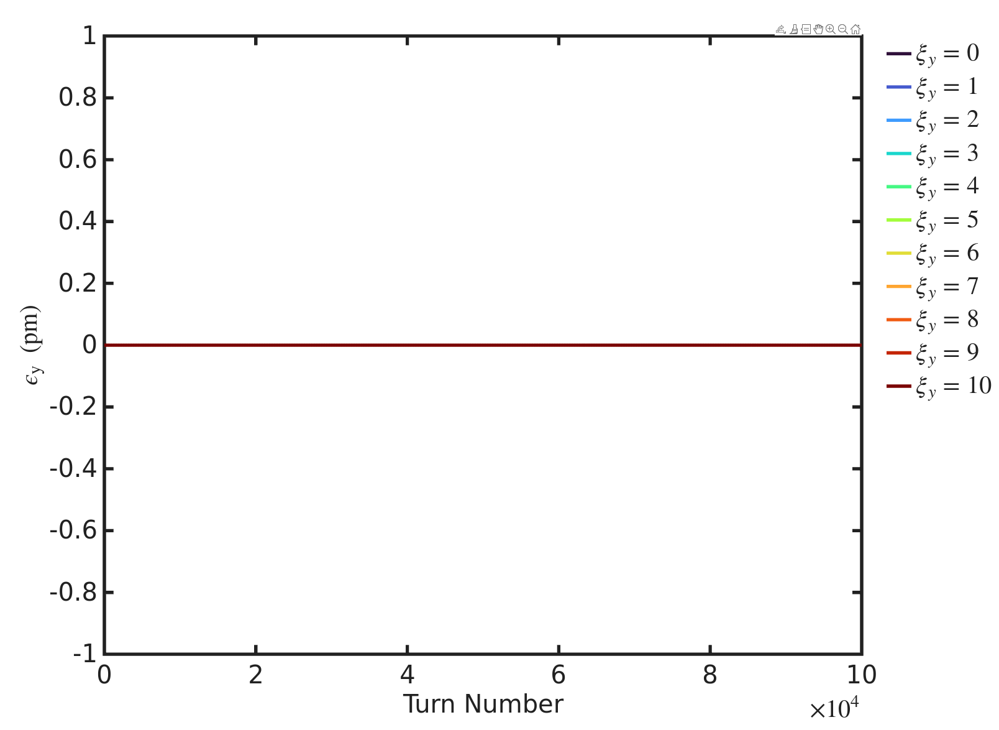 1
0.8
0.6
0.4
0.2
0
-0.2
-0.4
-0.6
-0.8
-1
ϵy (pm)
0 2 4 6 8 10
Turn Number
×10⁴
ξy = 0
ξy = 1
ξy = 2
ξy = 3
ξy = 4
ξy = 5
ξy = 6
ξy = 7
ξy = 8
ξy = 9
ξy = 10